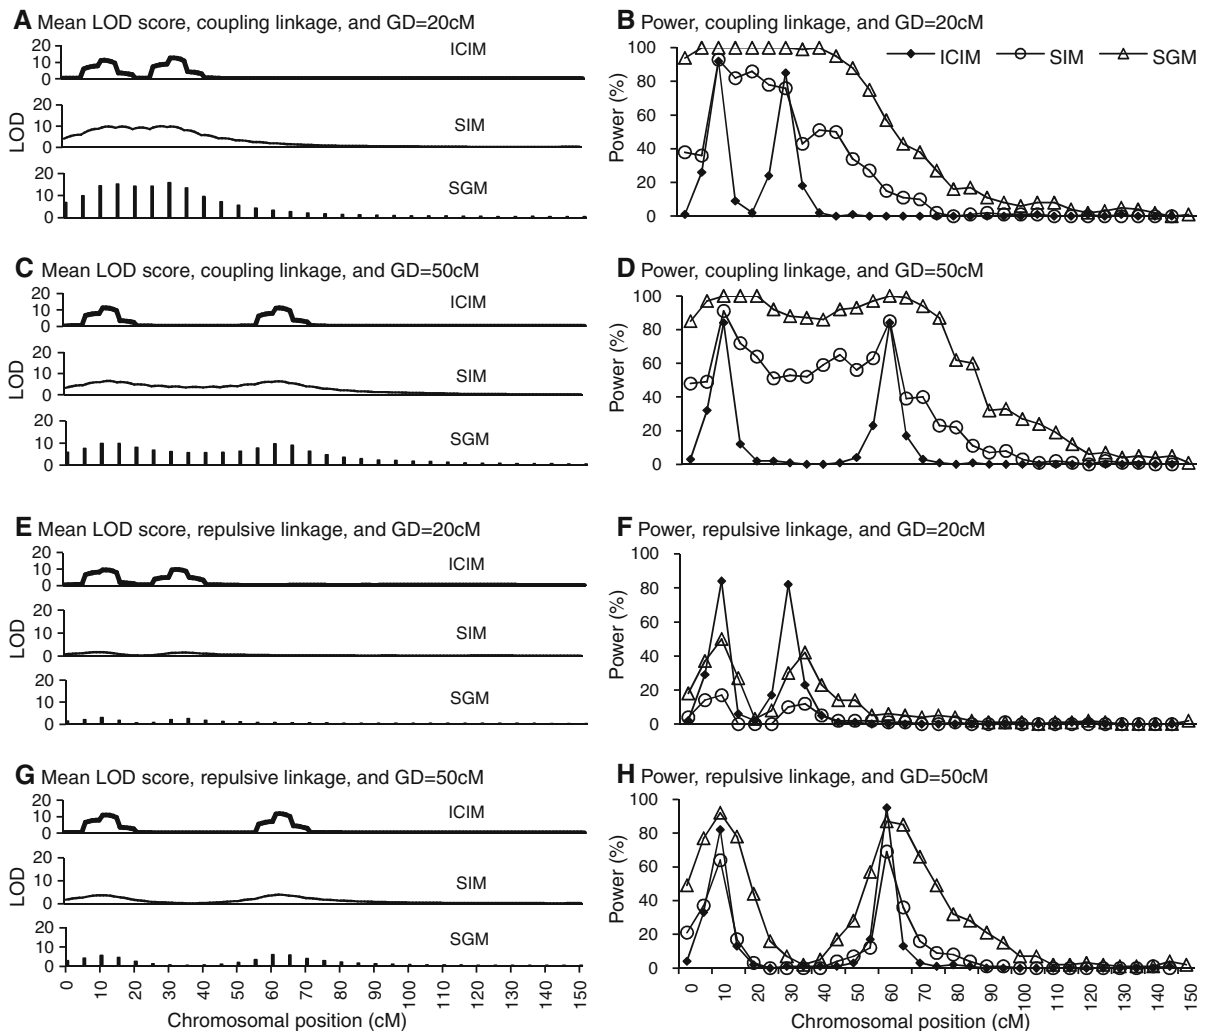 A Mean LOD score, coupling linkage, and GD=20cM
20
10
0
ICIM
20
10
0
SIM
20
10
0
SGM
LOD
B Power, coupling linkage, and GD=20cM
100
80
60
40
20
0
Power (%)
ICIM SIM SGM
C Mean LOD score, coupling linkage, and GD=50cM
20
10
0
ICIM
20
10
0
SIM
20
10
0
SGM
LOD
D Power, coupling linkage, and GD=50cM
100
80
60
40
20
0
Power (%)
E Mean LOD score, repulsive linkage, and GD=20cM
20
10
0
ICIM
20
10
0
SIM
20
10
0
SGM
LOD
F Power, repulsive linkage, and GD=20cM
100
80
60
40
20
0
Power (%)
G Mean LOD score, repulsive linkage, and GD=50cM
20
10
0
ICIM
20
10
0
SIM
20
10
0
SGM
LOD
0 10 20 30 40 50 60 70 80 90 100 110 120 130 140 150
Chromosomal position (cM)
H Power, repulsive linkage, and GD=50cM
100
80
60
40
20
0
Power (%)
0 10 20 30 40 50 60 70 80 90 100 110 120 130 140 150
Chromosomal position (cM)